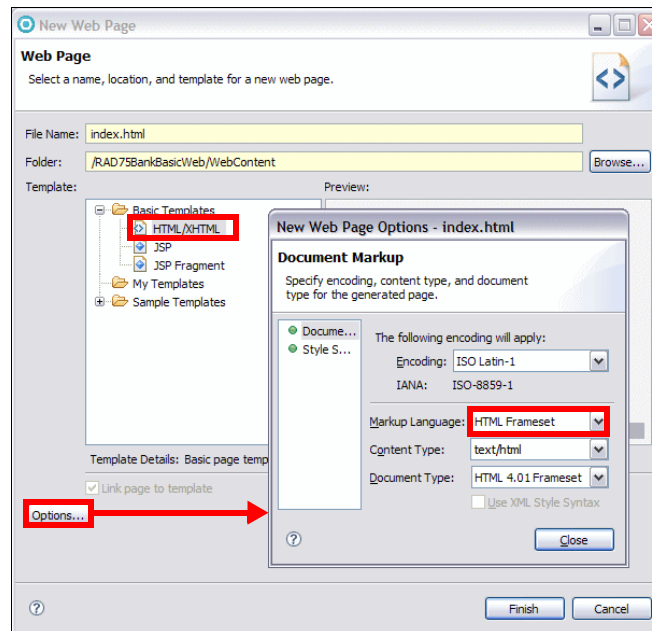 New Web Page
Web Page
Select a name, location, and template for a new web page.
File Name: index.html
Folder: /RAD75BankBasicWeb/WebContent Browse...
Template: Preview:
Basic Templates
HTML/XHTML
JSP
JSP Fragment
My Templates
Sample Templates
Template Details: Basic page temp
Link page to template
Options...
New Web Page Options - index.html
Document Markup
Specify encoding, content type, and document
type for the generated page.
Docume...
Style S...
The following encoding will apply:
Encoding: ISO Latin-1
IANA: ISO-8859-1
Markup Language: HTML Frameset
Content Type: text/html
Document Type: HTML 4.01 Frameset
Use XML Style Syntax
? Close
? Finish Cancel